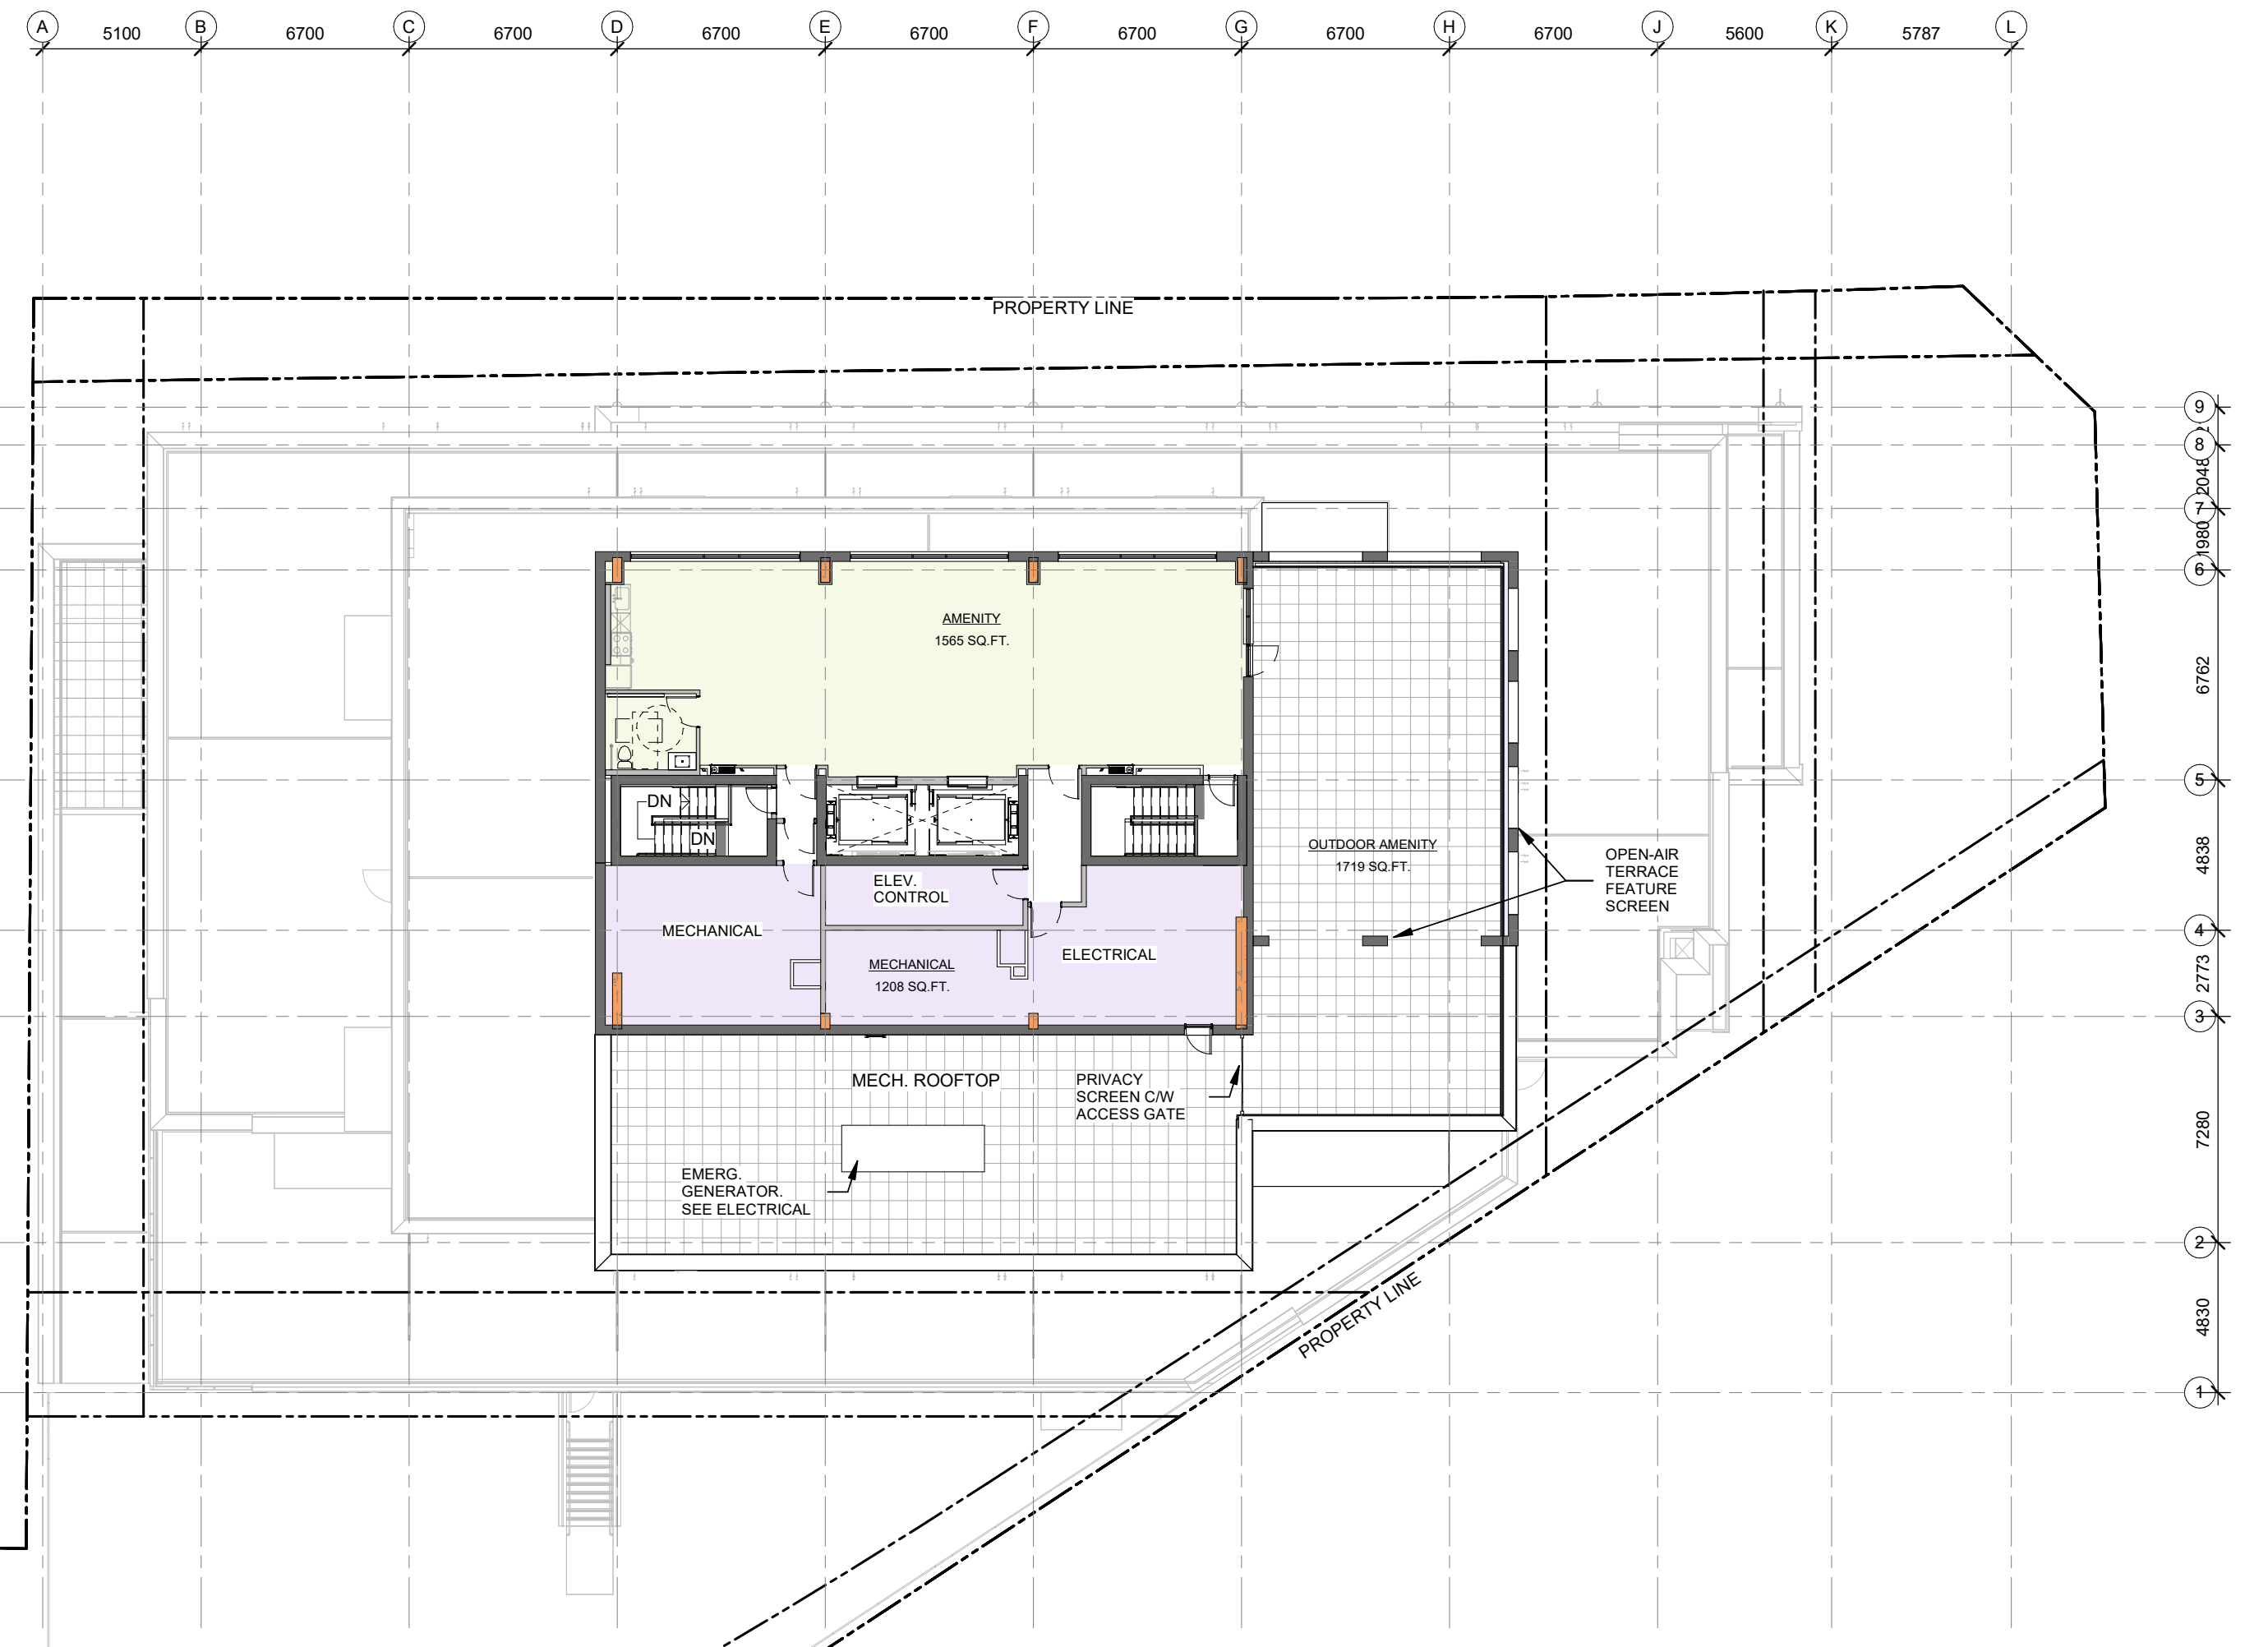 A B C D E F G H J K L
5100 6700 6700 6700 6700 6700 6700 6700 5600 5787
PROPERTY LINE
9
8
2048
7
1980
6
6762
5
4838
4
2773
3
7280
2
4830
1
AMENITY
1565 SQ.FT.
DN
DN
OUTDOOR AMENITY
1719 SQ.FT.
OPEN-AIR
TERRACE
FEATURE
SCREEN
ELEV.
CONTROL
MECHANICAL
ELECTRICAL
MECHANICAL
1208 SQ.FT.
MECH. ROOFTOP
PRIVACY
SCREEN C/W
ACCESS GATE
EMERG.
GENERATOR.
SEE ELECTRICAL
PROPERTY LINE